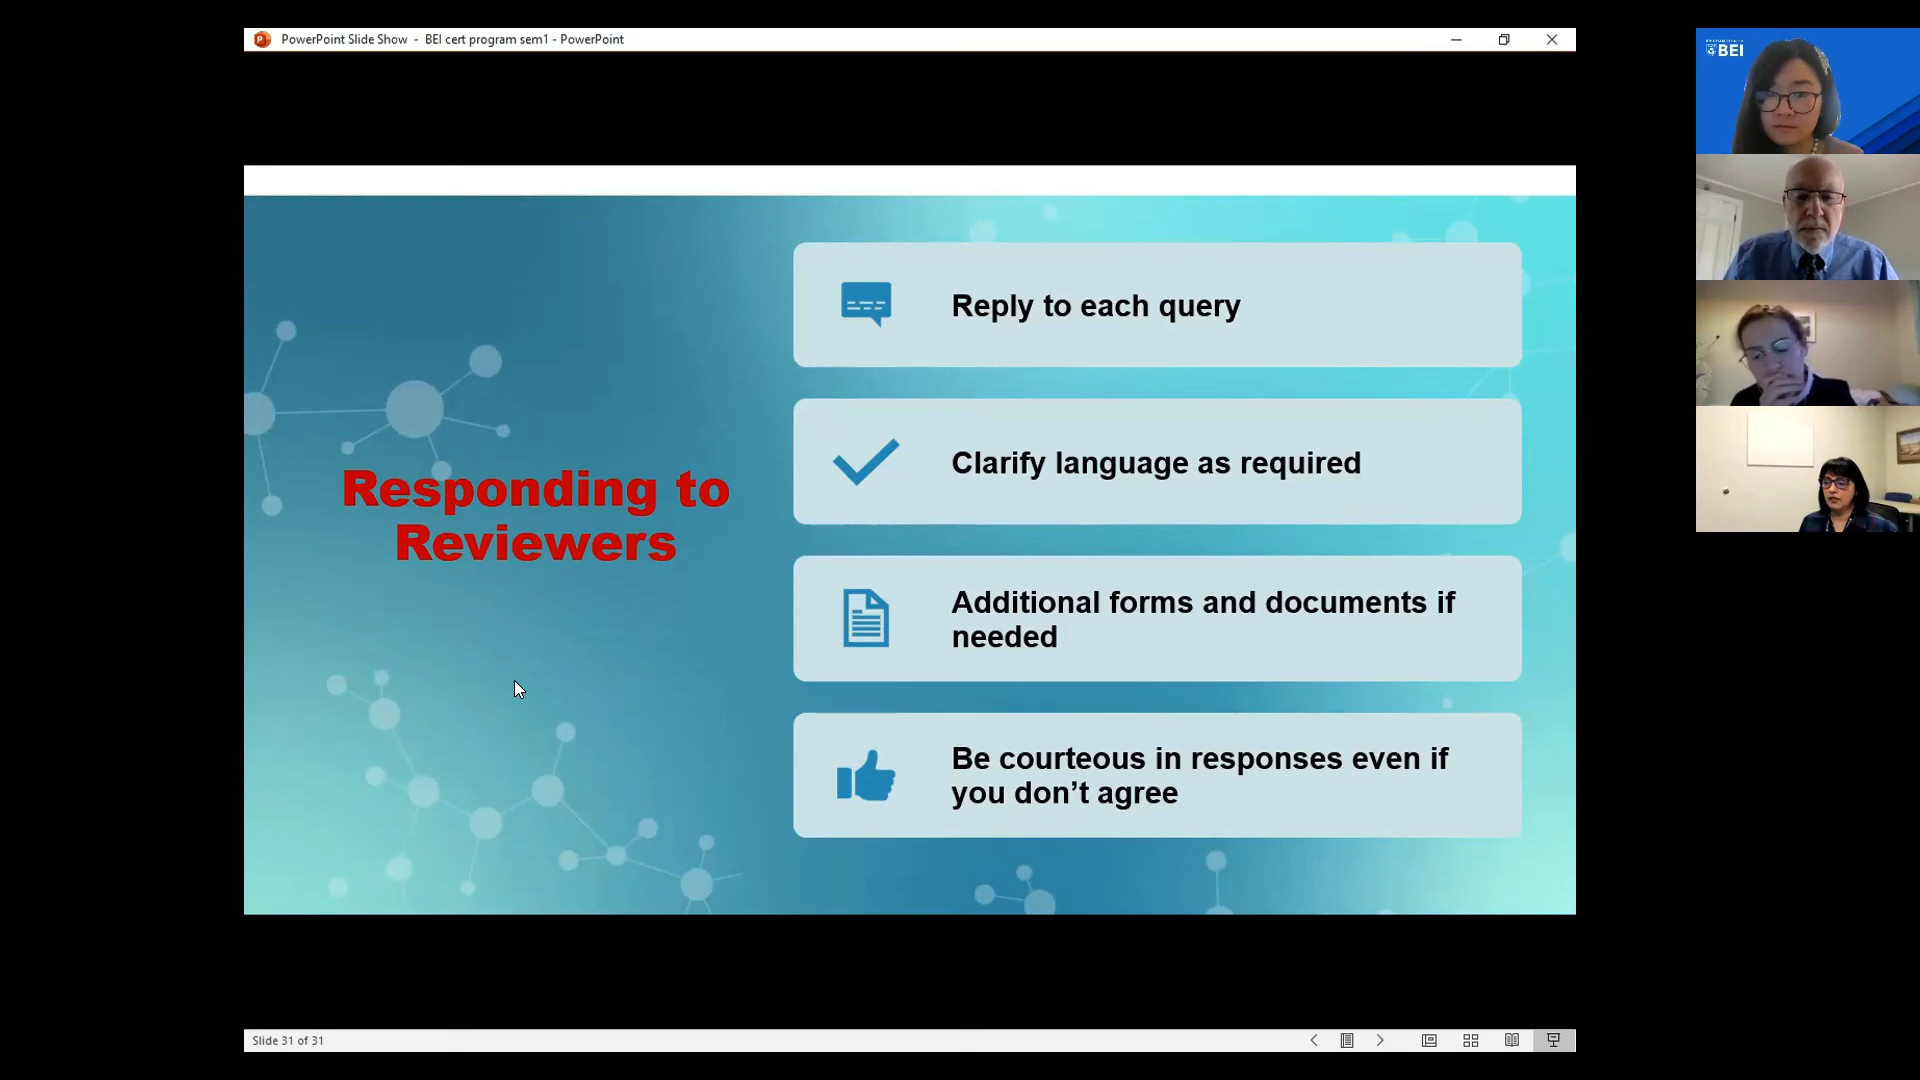 PowerPoint Slide Show - BEI cert program sem1 - PowerPoint
BEI
Responding to
Reviewers
Reply to each query
Clarify language as required
Additional forms and documents if
needed
Be courteous in responses even if
you don’t agree
Slide 31 of 31